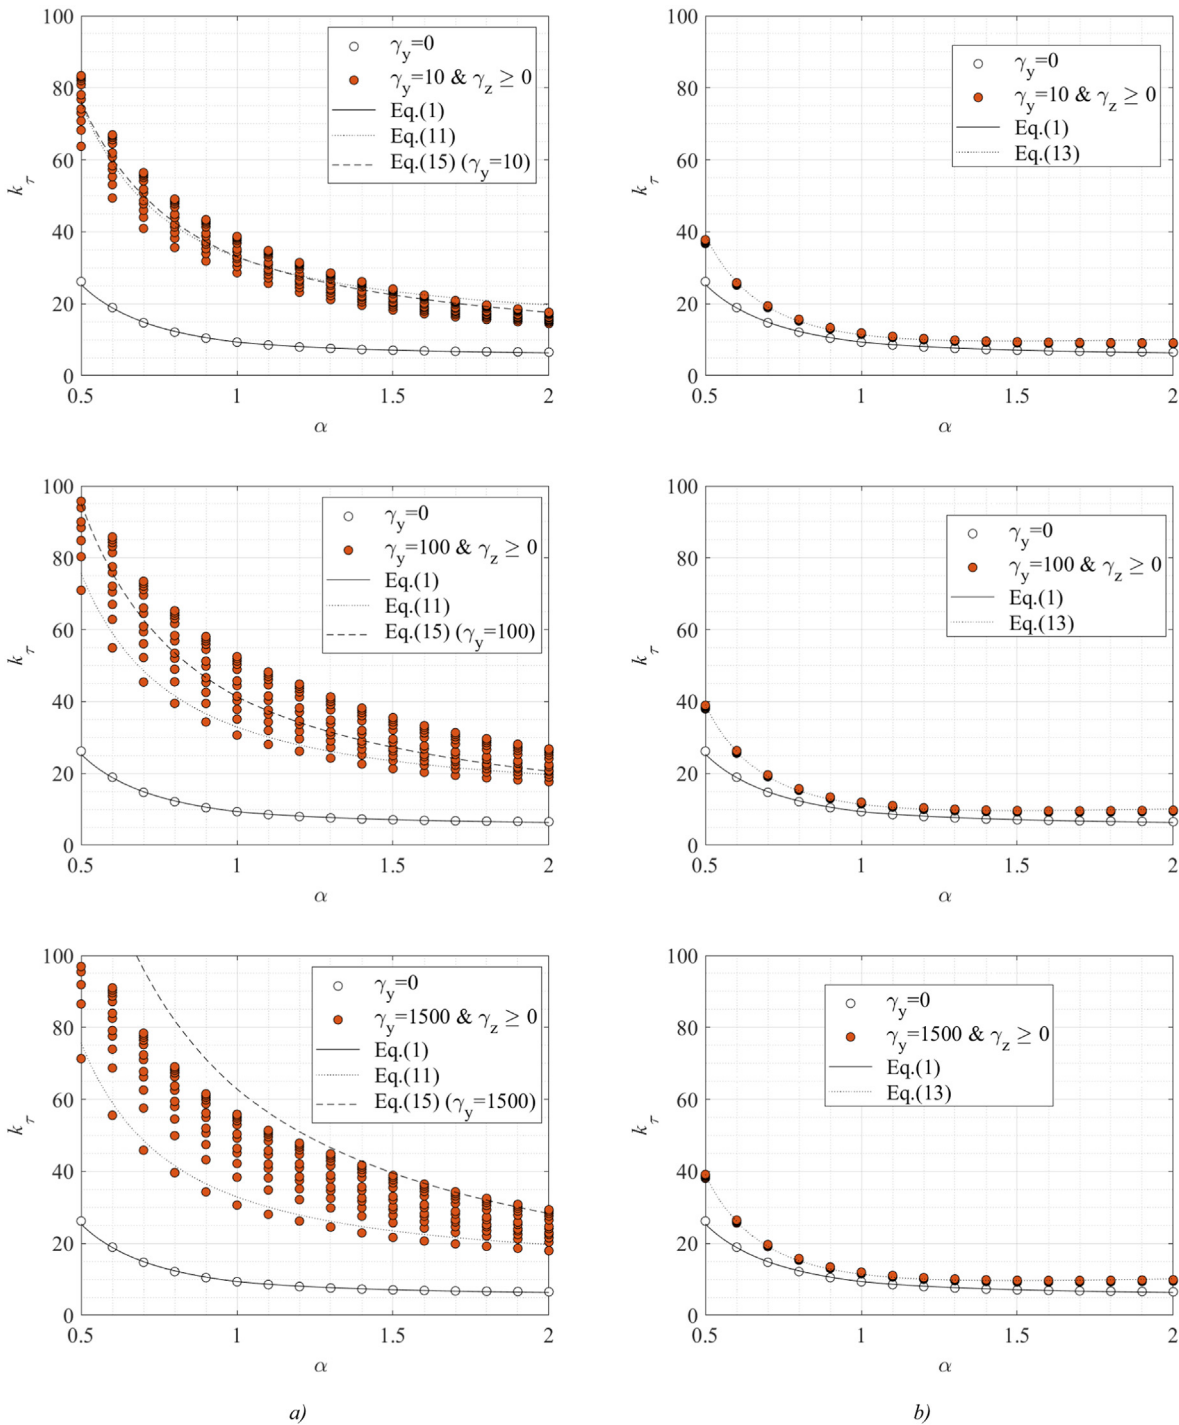 100
80
60
40
20
0
k_τ
0.5 1 1.5 2
α
γ_y=0
γ_y=10 & γ_z ≥ 0
Eq.(1)
Eq.(11)
Eq.(15) (γ_y=10)
100
80
60
40
20
0
k_τ
0.5 1 1.5 2
α
γ_y=0
γ_y=10 & γ_z ≥ 0
Eq.(1)
Eq.(13)
100
80
60
40
20
0
k_τ
0.5 1 1.5 2
α
γ_y=0
γ_y=100 & γ_z ≥ 0
Eq.(1)
Eq.(11)
Eq.(15) (γ_y=100)
100
80
60
40
20
0
k_τ
0.5 1 1.5 2
α
γ_y=0
γ_y=100 & γ_z ≥ 0
Eq.(1)
Eq.(13)
100
80
60
40
20
0
k_τ
0.5 1 1.5 2
α
γ_y=0
γ_y=1500 & γ_z ≥ 0
Eq.(1)
Eq.(11)
Eq.(15) (γ_y=1500)
100
80
60
40
20
0
k_τ
0.5 1 1.5 2
α
γ_y=0
γ_y=1500 & γ_z ≥ 0
Eq.(1)
Eq.(13)
a)
b)